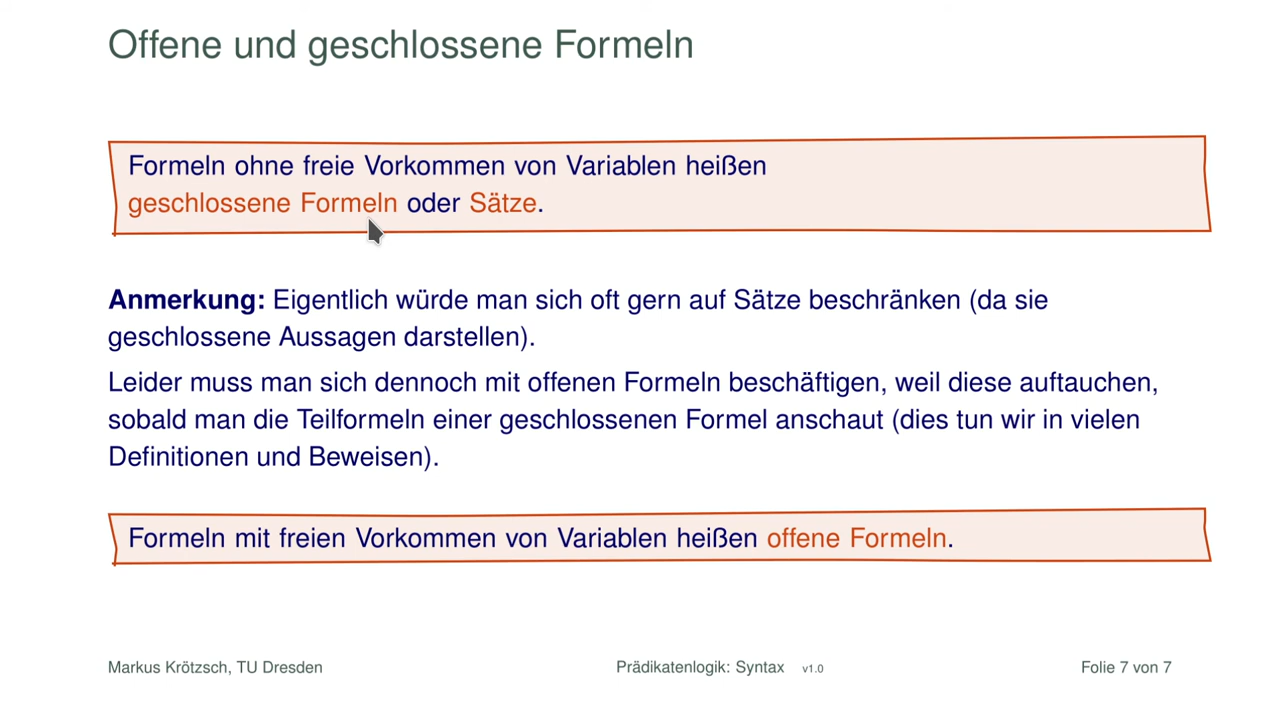 Offene und geschlossene Formeln
Formeln ohne freie Vorkommen von Variablen heißen
geschlossene Formeln oder Sätze.
Anmerkung: Eigentlich würde man sich oft gern auf Sätze beschränken (da sie
geschlossene Aussagen darstellen).
Leider muss man sich dennoch mit offenen Formeln beschäftigen, weil diese auftauchen,
sobald man die Teilformeln einer geschlossenen Formel anschaut (dies tun wir in vielen
Definitionen und Beweisen).
Formeln mit freien Vorkommen von Variablen heißen offene Formeln.
Markus Krötzsch, TU Dresden
Prädikatenlogik: Syntax v1.0
Folie 7 von 7